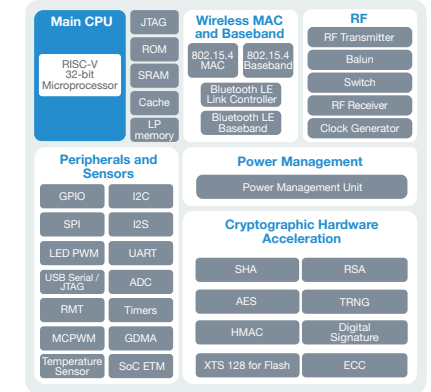 Main CPU
RISC-V
32-bit
Microprocessor
JTAG
ROM
SRAM
Cache
LP
memory
Wireless MAC
and Baseband
802.15.4
MAC
802.15.4
Baseband
Bluetooth LE
Link Controller
Bluetooth LE
Baseband
RF
RF Transmitter
Balun
Switch
RF Receiver
Clock Generator
Peripherals and
Sensors
GPIO
I2C
SPI
I2S
LED PWM
UART
USB Serial /
JTAG
ADC
RMT
Timers
MCPWM
GDMA
Temperature
Sensor
SoC ETM
Power Management
Power Management Unit
Cryptographic Hardware
Acceleration
SHA
RSA
AES
TRNG
HMAC
Digital
Signature
XTS 128 for Flash
ECC